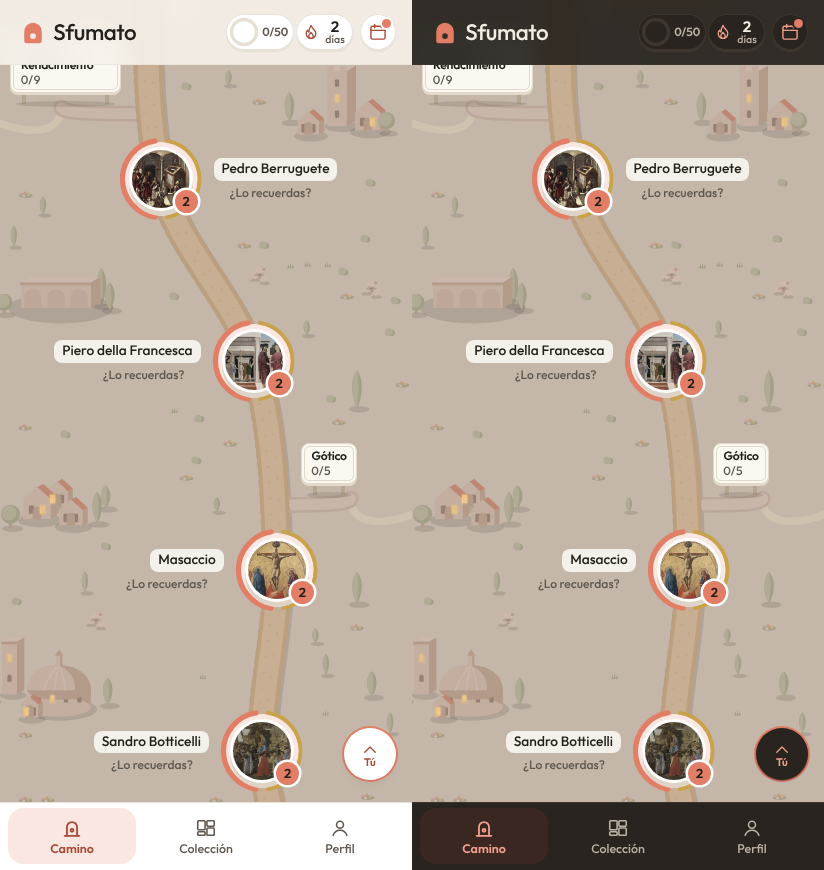 Sfumato
0/50
2
días
Renacimiento
0/9
Pedro Berruguete
¿Lo recuerdas?
2
Piero della Francesca
¿Lo recuerdas?
2
Gótico
0/5
Masaccio
¿Lo recuerdas?
2
Sandro Botticelli
¿Lo recuerdas?
2
Tú
Camino
Colección
Perfil
Sfumato
0/50
2
días
Renacimiento
0/9
Pedro Berruguete
¿Lo recuerdas?
2
Piero della Francesca
¿Lo recuerdas?
2
Gótico
0/5
Masaccio
¿Lo recuerdas?
2
Sandro Botticelli
¿Lo recuerdas?
2
Tú
Camino
Colección
Perfil